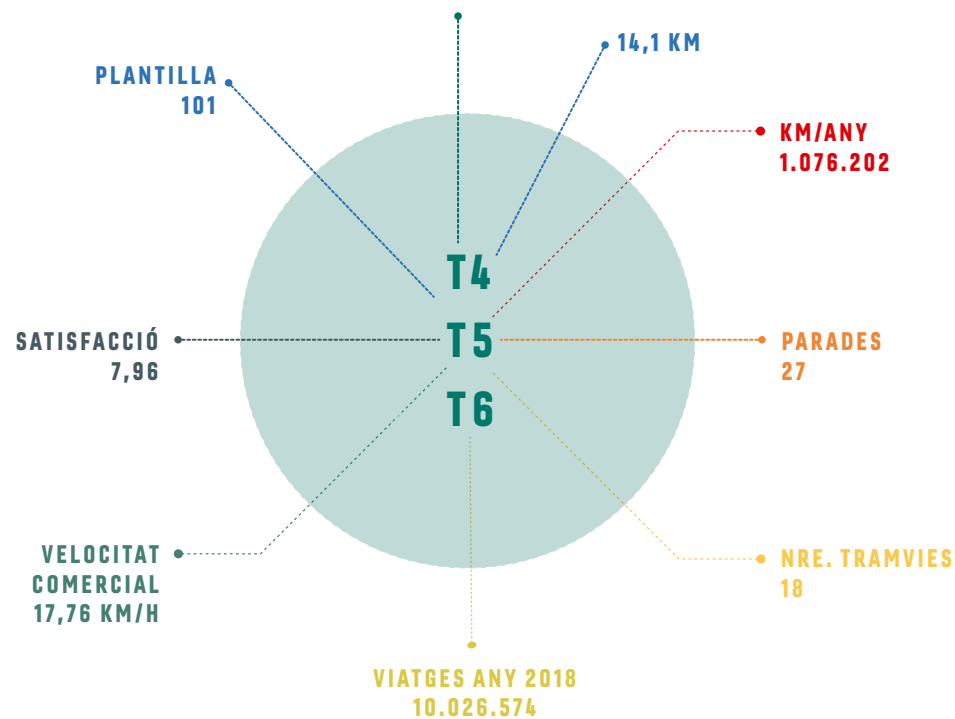 14,1 KM
PLANTILLA
101
KM/ANY
1.076.202
T4
T5
T6
SATISFACCIÓ
7,96
PARADES
27
VELOCITAT
COMERCIAL
17,76 KM/H
NRE. TRAMVIES
18
VIATGES ANY 2018
10.026.574